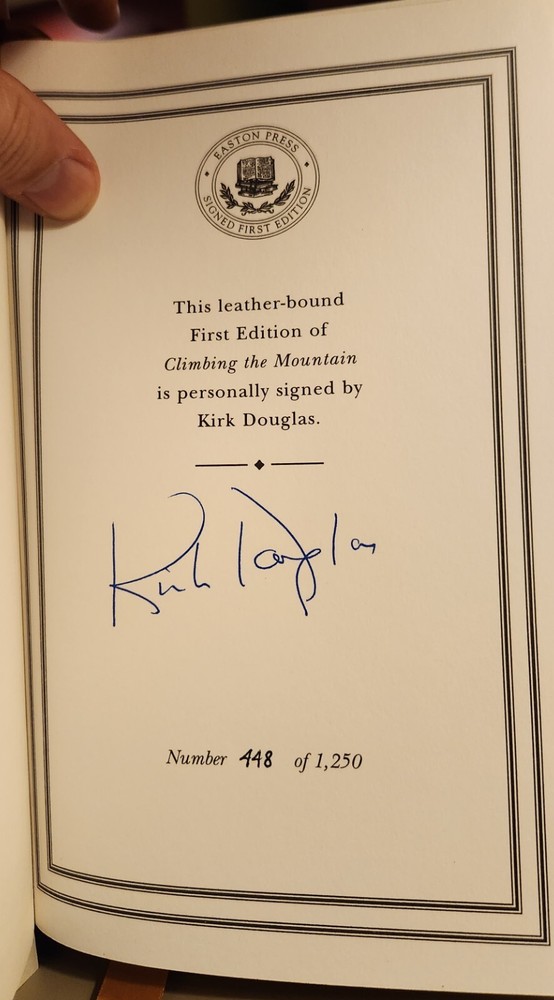 EASTON PRESS
SIGNED FIRST EDITION
This leather-bound
First Edition of
Climbing the Mountain
is personally signed by
Kirk Douglas.
Kirk Douglas
Number 448 of 1,250